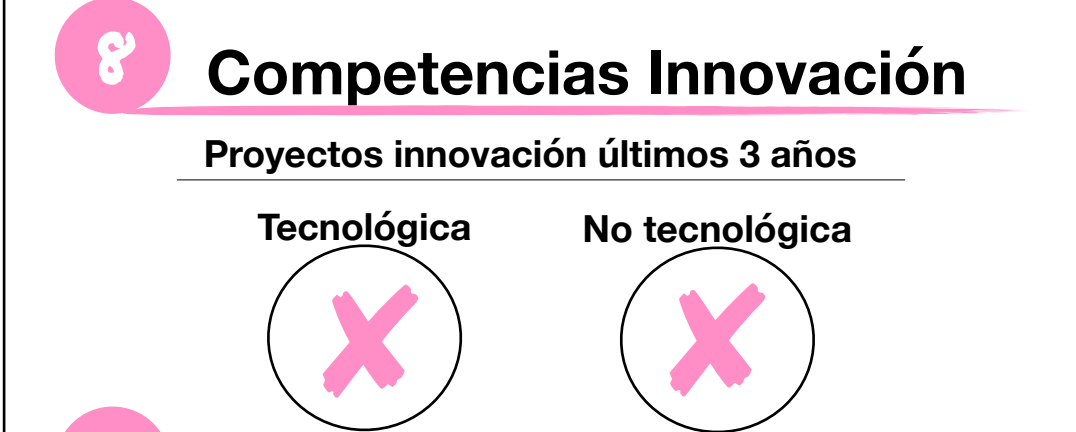 8
Competencias Innovación
Proyectos innovación últimos 3 años
Tecnológica
No tecnológica
X
X